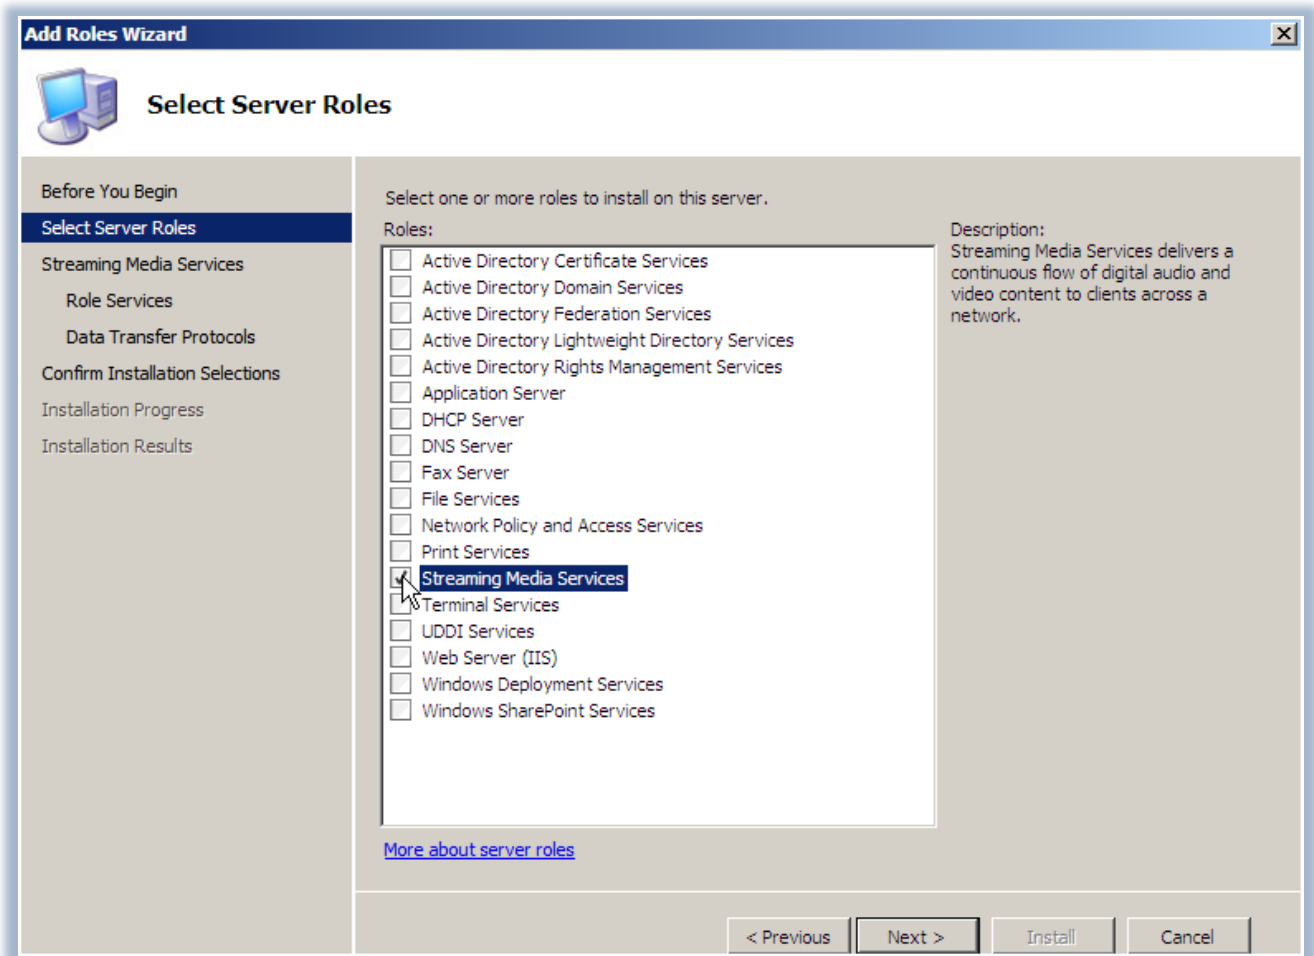 Add Roles Wizard
Select Server Roles
Before You Begin
Select Server Roles
Streaming Media Services
Role Services
Data Transfer Protocols
Confirm Installation Selections
Installation Progress
Installation Results
Select one or more roles to install on this server.
Roles:
Active Directory Certificate Services
Active Directory Domain Services
Active Directory Federation Services
Active Directory Lightweight Directory Services
Active Directory Rights Management Services
Application Server
DHCP Server
DNS Server
Fax Server
File Services
Network Policy and Access Services
Print Services
Streaming Media Services
Terminal Services
UDDI Services
Web Server (IIS)
Windows Deployment Services
Windows SharePoint Services
More about server roles
Description:
Streaming Media Services delivers a
continuous flow of digital audio and
video content to clients across a
network.
< Previous
Next >
Install
Cancel